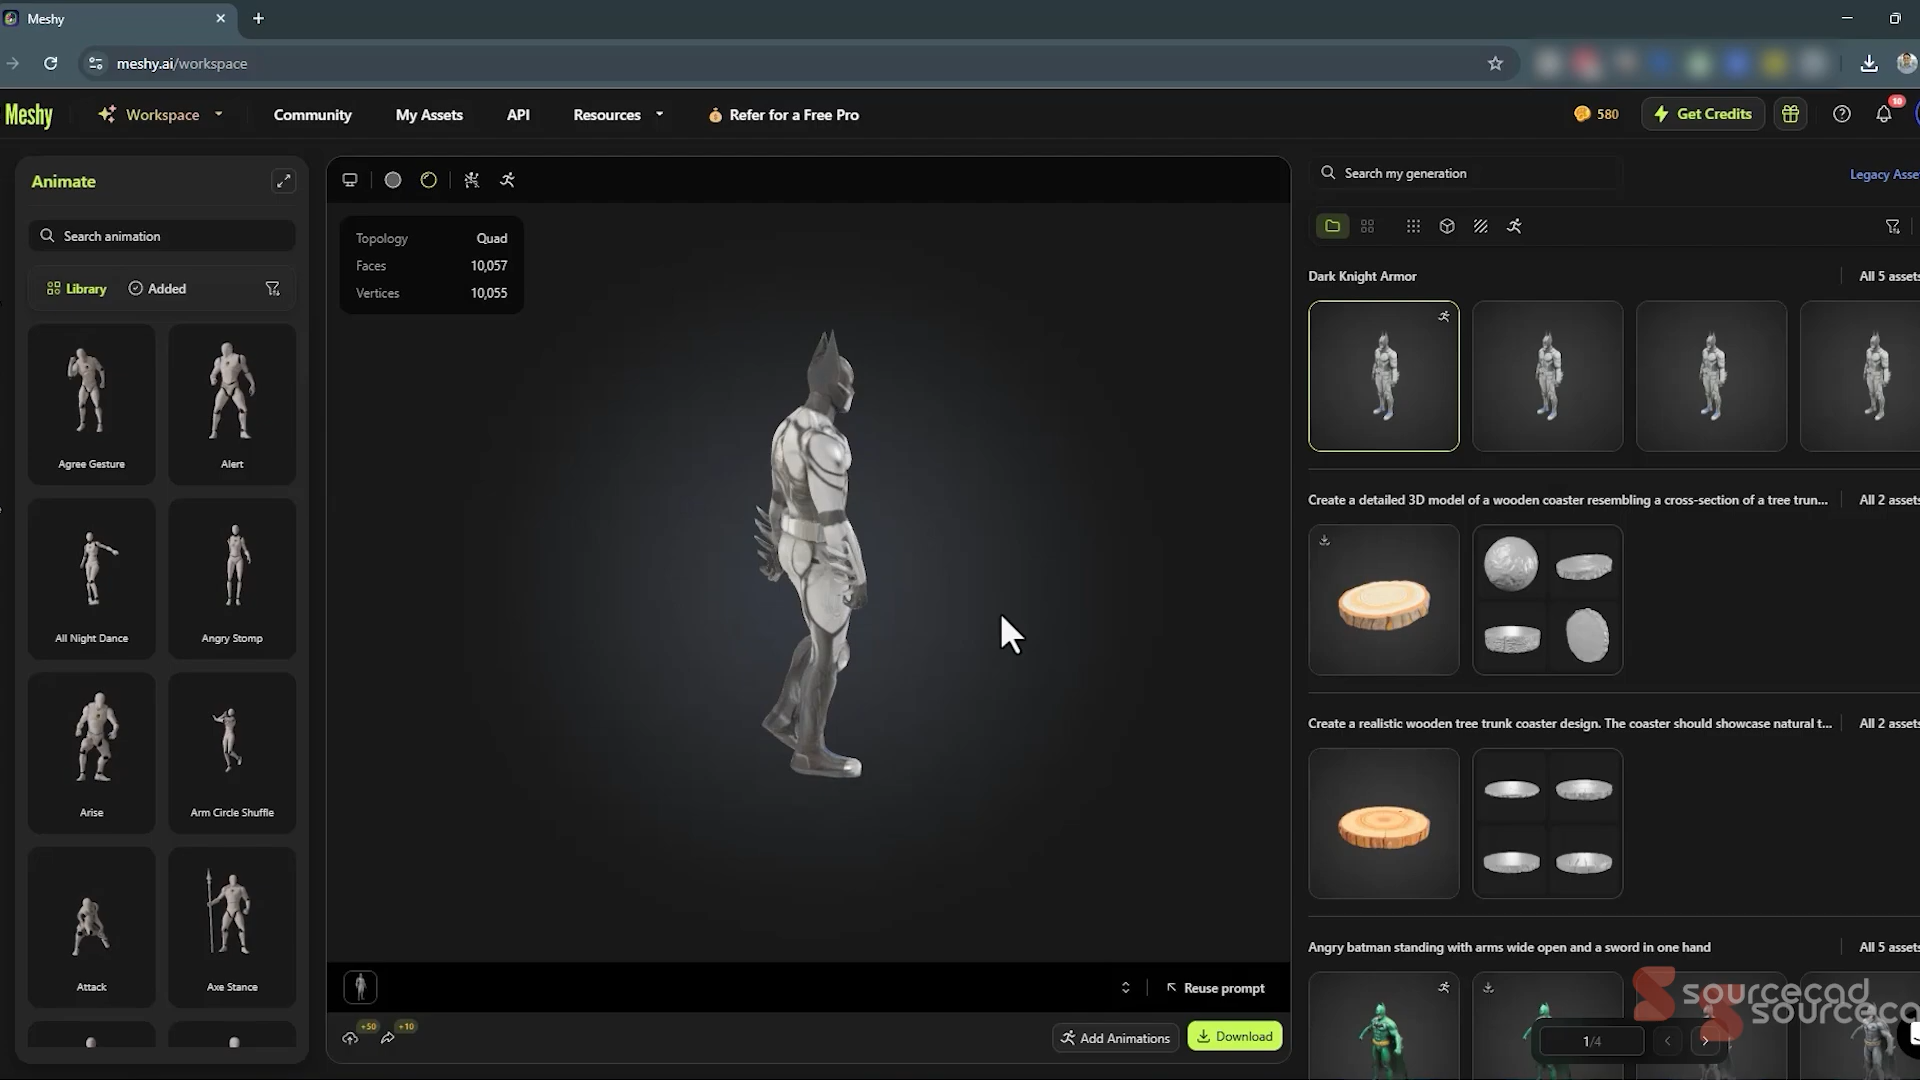 Meshy
meshy.ai/workspace
Meshy
Workspace
Community
My Assets
API
Resources
Refer for a Free Pro
580
Get Credits
10
Animate
Search animation
Library
Added
Agree Gesture
Alert
All Night Dance
Angry Stomp
Arise
Arm Circle Shuffle
Attack
Axe Stance
Topology Quad
Faces 10,057
Vertices 10,055
Reuse prompt
+50
+10
Add Animations
Download
Search my generation
Legacy Asse
Dark Knight Armor
All 5 assets
Create a detailed 3D model of a wooden coaster resembling a cross-section of a tree trun...
All 2 assets
Create a realistic wooden tree trunk coaster design. The coaster should showcase natural t...
All 2 assets
Angry batman standing with arms wide open and a sword in one hand
All 5 assets
sourcecad
sourceca
1/4